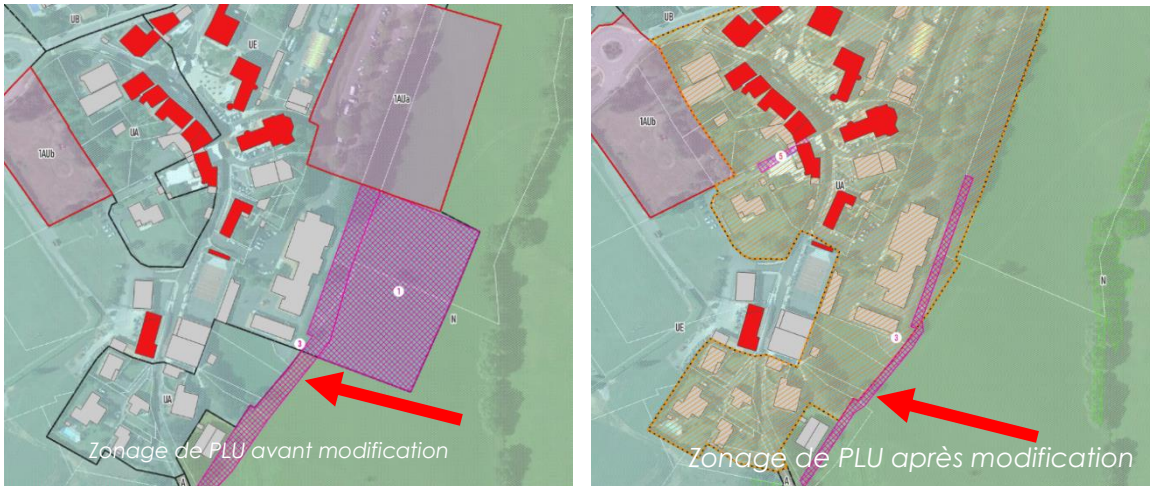 UB
UE
1AUa
1AUb
UA
1
N
3
UA
A
Zonage de PLU avant modification
UB
1AUb
5
UA
N
UE
3
A
Zonage de PLU après modification